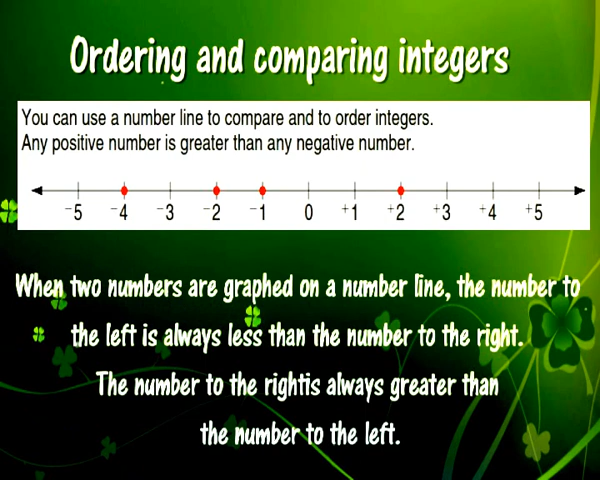 Ordering and comparing integers
You can use a number line to compare and to order integers.
Any positive number is greater than any negative number.
⁻5 ⁻4 ⁻3 ⁻2 ⁻1 0 ⁺1 ⁺2 ⁺3 ⁺4 ⁺5
When two numbers are graphed on a number line, the number to
the left is always less than the number to the right.
The number to the rightis always greater than
the number to the left.